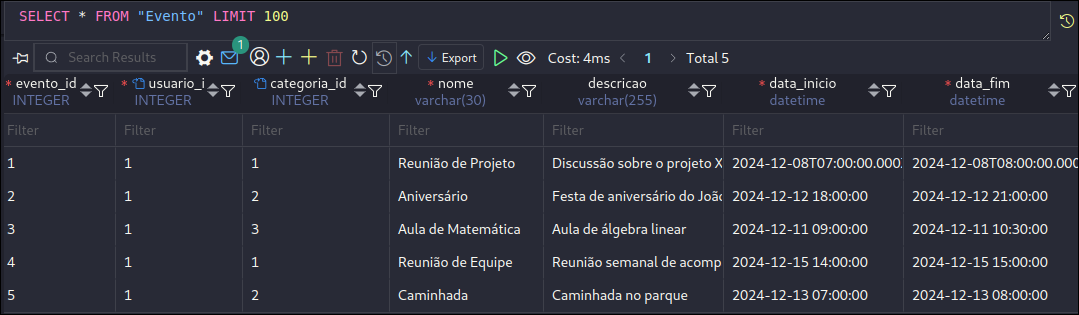 SELECT * FROM "Evento" LIMIT 100
Search Results 1 Export Cost: 4ms < 1 > Total 5
* evento_id * usuario_i * categoria_id * nome descricao * data_inicio * data_fim
INTEGER INTEGER INTEGER varchar(30) varchar(255) datetime datetime
Filter Filter Filter Filter Filter Filter Filter
1 1 1 Reunião de Projeto Discussão sobre o projeto X 2024-12-08T07:00:00.000 2024-12-08T08:00:00.000
2 1 2 Aniversário Festa de aniversário do João 2024-12-12 18:00:00 2024-12-12 21:00:00
3 1 3 Aula de Matemática Aula de álgebra linear 2024-12-11 09:00:00 2024-12-11 10:30:00
4 1 1 Reunião de Equipe Reunião semanal de acomp 2024-12-15 14:00:00 2024-12-15 15:00:00
5 1 2 Caminhada Caminhada no parque 2024-12-13 07:00:00 2024-12-13 08:00:00